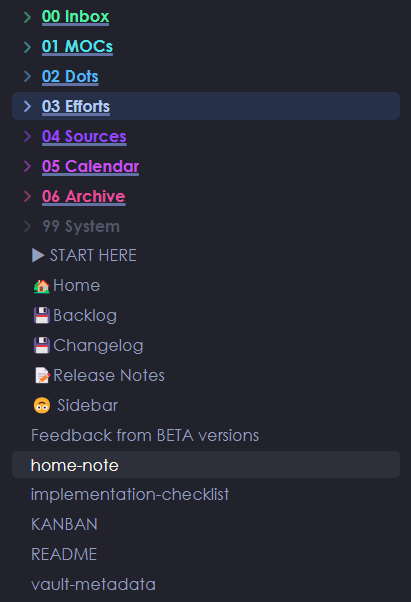 00 Inbox
01 MOCs
02 Dots
03 Efforts
04 Sources
05 Calendar
06 Archive
99 System
▶ START HERE
🏡Home
💾Backlog
💾Changelog
📝Release Notes
🙃 Sidebar
Feedback from BETA versions
home-note
implementation-checklist
KANBAN
README
vault-metadata